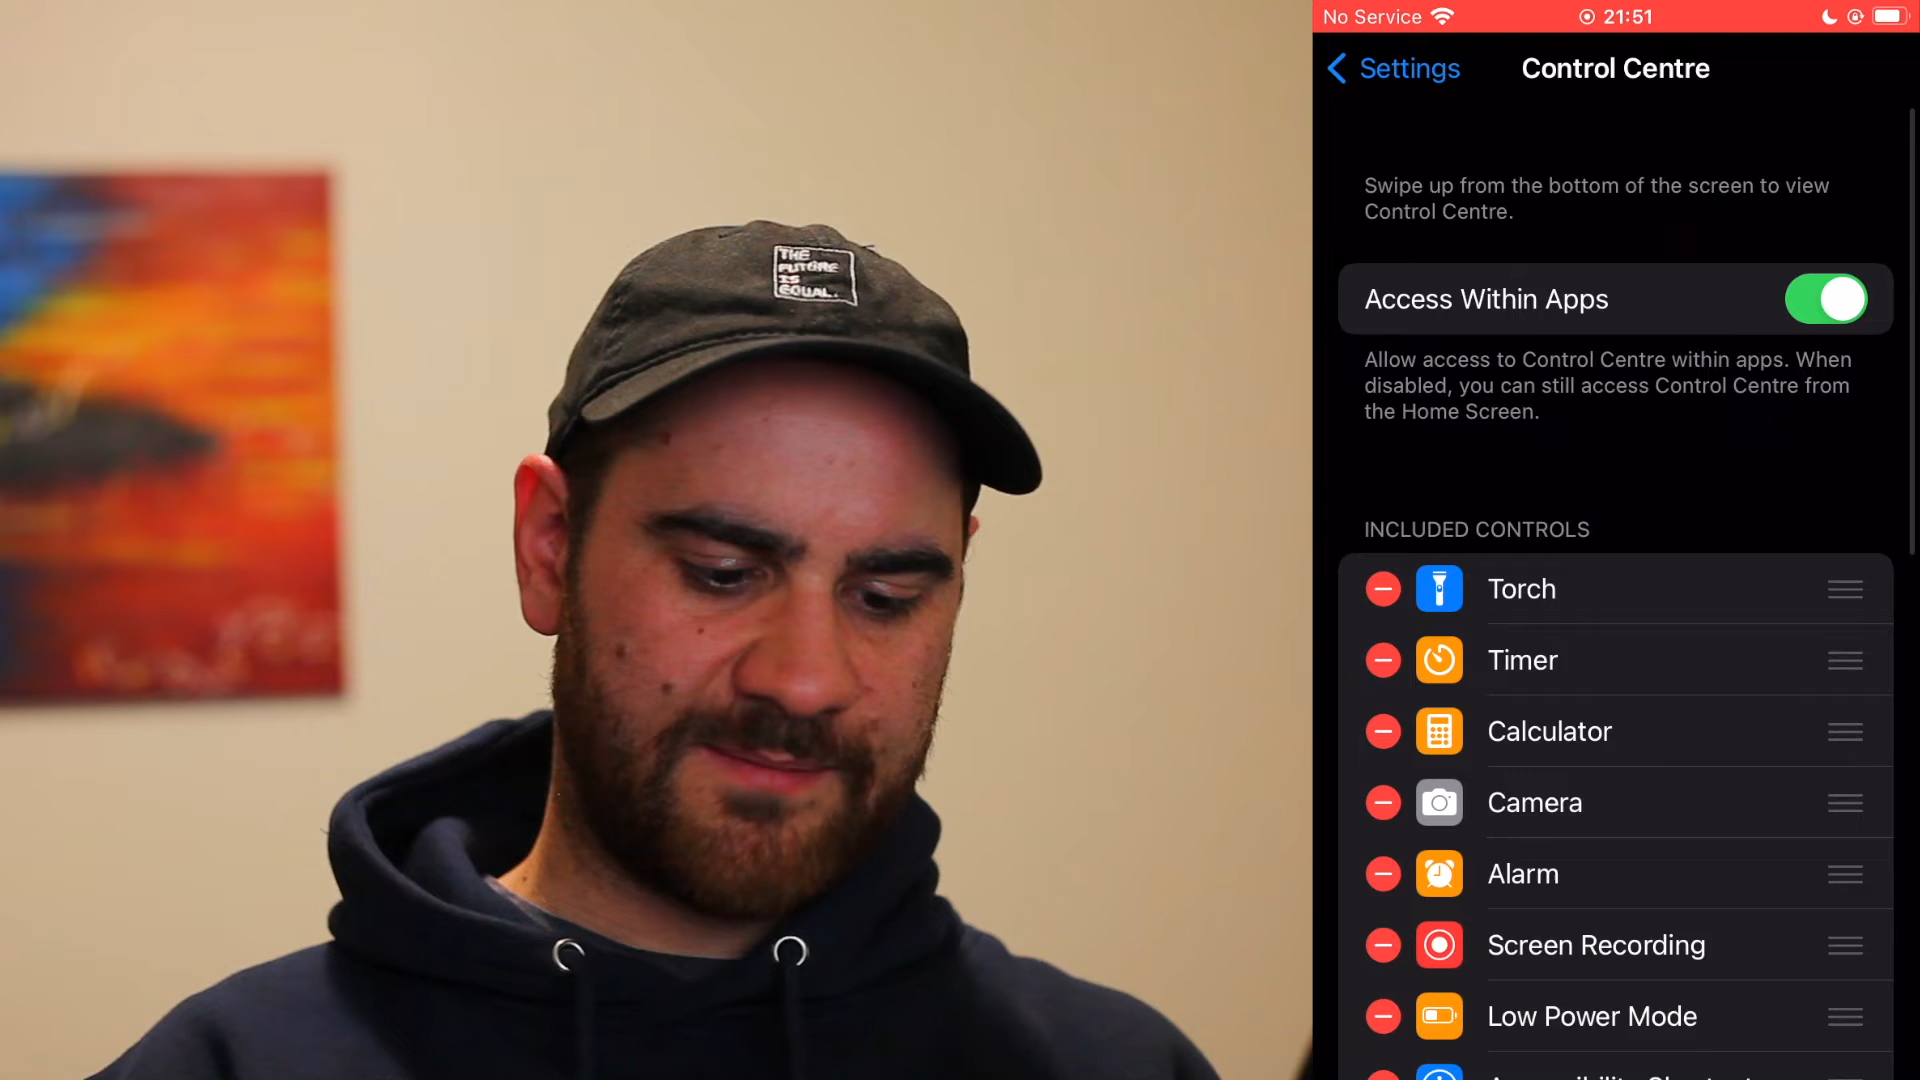 THE
FUTURE
IS
EQUAL.
No Service
21:51
Settings
Control Centre
Swipe up from the bottom of the screen to view
Control Centre.
Access Within Apps
Allow access to Control Centre within apps. When
disabled, you can still access Control Centre from
the Home Screen.
INCLUDED CONTROLS
Torch
Timer
Calculator
Camera
Alarm
Screen Recording
Low Power Mode